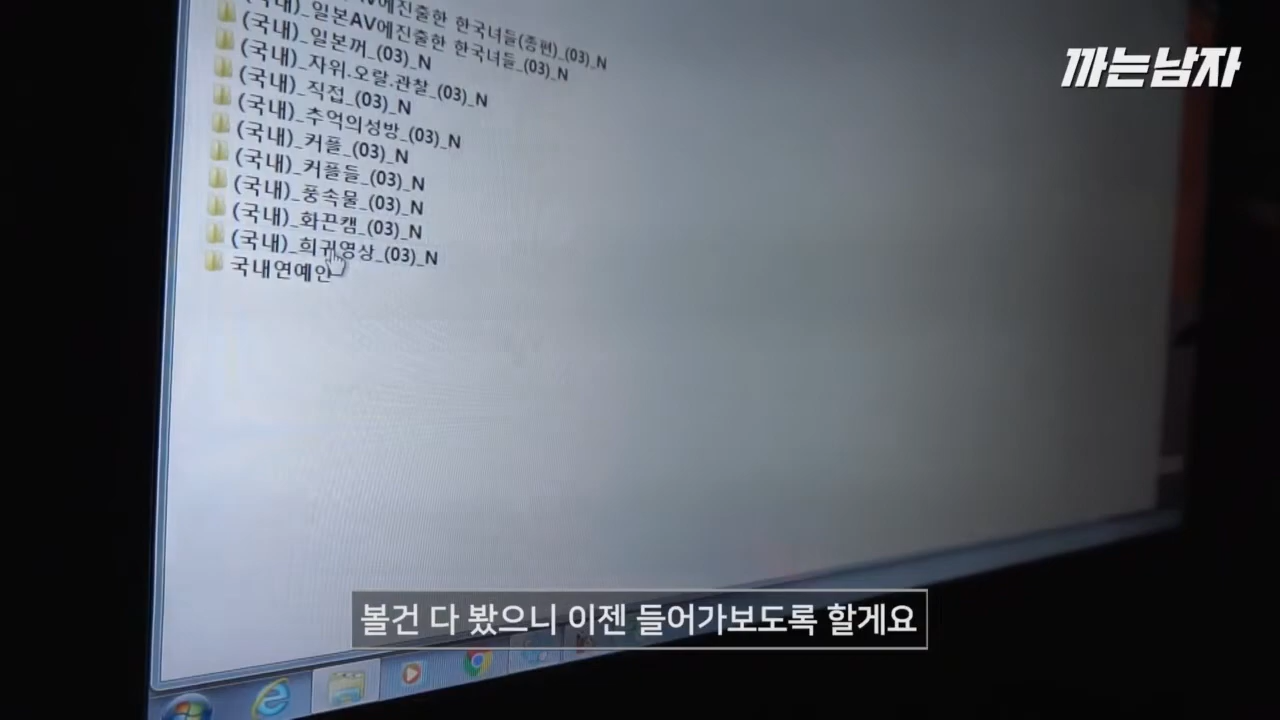 AV에진출한 한국녀들(종편)_(03)_N
(국내)_일본AV에진출한 한국녀들_(03)_N
(국내)_일본꺼_(03)_N
(국내)_자위.오랄.관찰_(03)_N
(국내)_직접_(03)_N
(국내)_추억의성방_(03)_N
(국내)_커플_(03)_N
(국내)_커플들_(03)_N
(국내)_풍속물_(03)_N
(국내)_화끈캠_(03)_N
(국내)_희귀영상_(03)_N
국내연예인
까는남자
볼건 다 봤으니 이젠 들어가보도록 할게요